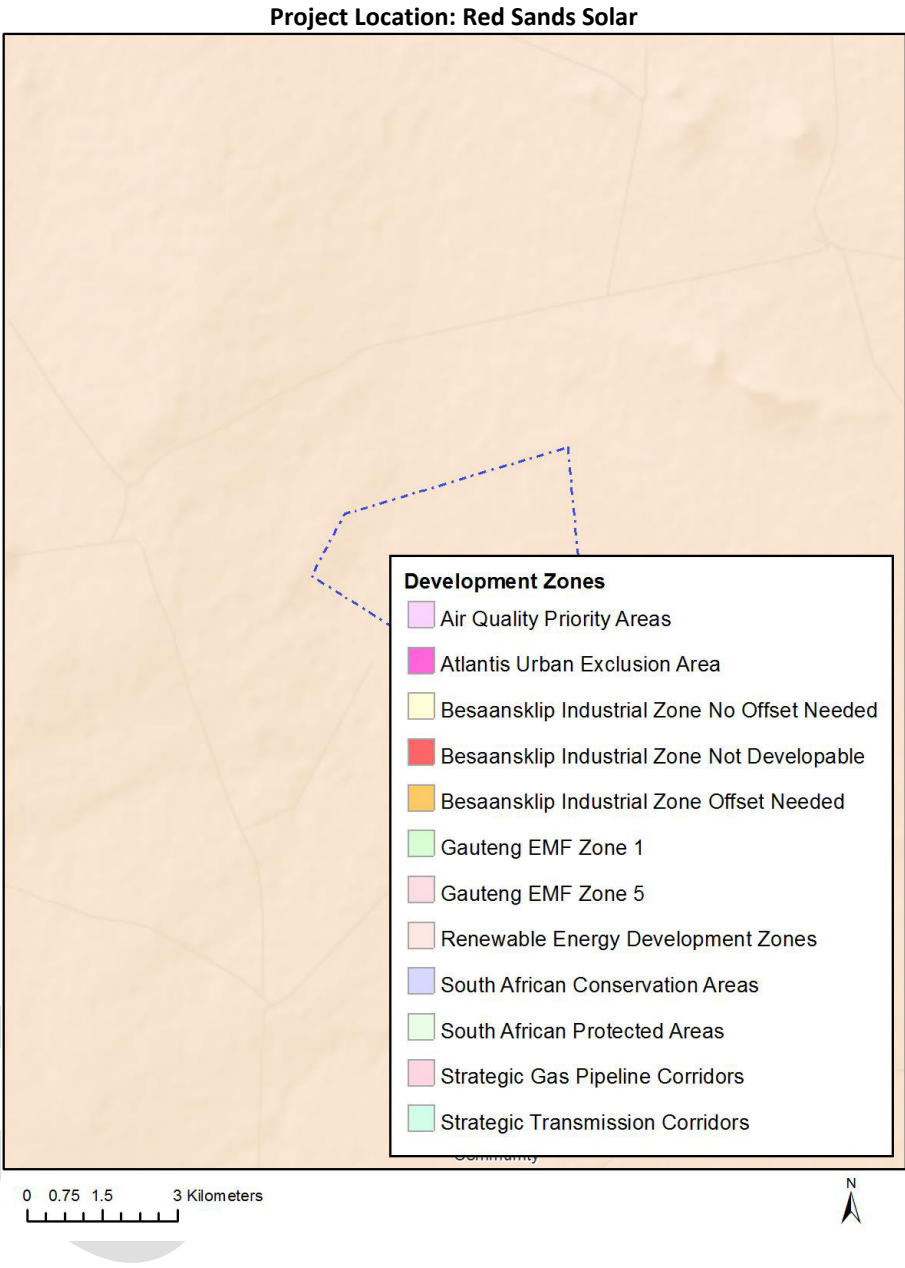 Project Location: Red Sands Solar
Development Zones
Air Quality Priority Areas
Atlantis Urban Exclusion Area
Besaansklip Industrial Zone No Offset Needed
Besaansklip Industrial Zone Not Developable
Besaansklip Industrial Zone Offset Needed
Gauteng EMF Zone 1
Gauteng EMF Zone 5
Renewable Energy Development Zones
South African Conservation Areas
South African Protected Areas
Strategic Gas Pipeline Corridors
Strategic Transmission Corridors
Community
0 0.75 1.5 3 Kilometers
N